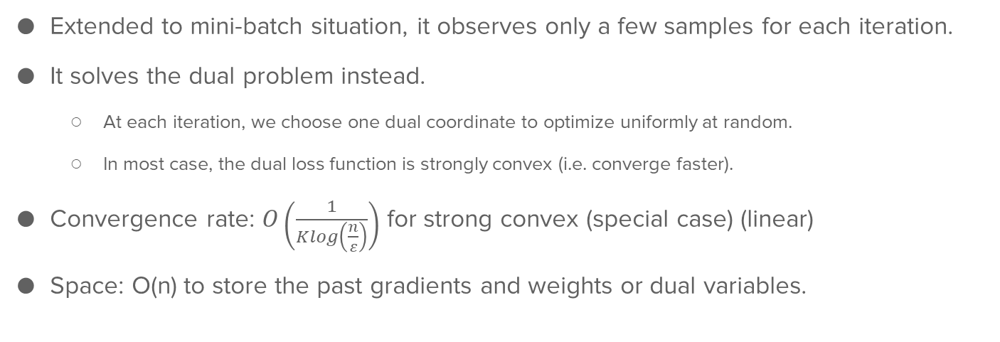 ● Extended to mini-batch situation, it observes only a few samples for each iteration.
● It solves the dual problem instead.
○ At each iteration, we choose one dual coordinate to optimize uniformly at random.
○ In most case, the dual loss function is strongly convex (i.e. converge faster).
● Convergence rate: $O\left(\frac{1}{Klog\left(\frac{n}{\varepsilon}\right)}\right)$ for strong convex (special case) (linear)
● Space: O(n) to store the past gradients and weights or dual variables.